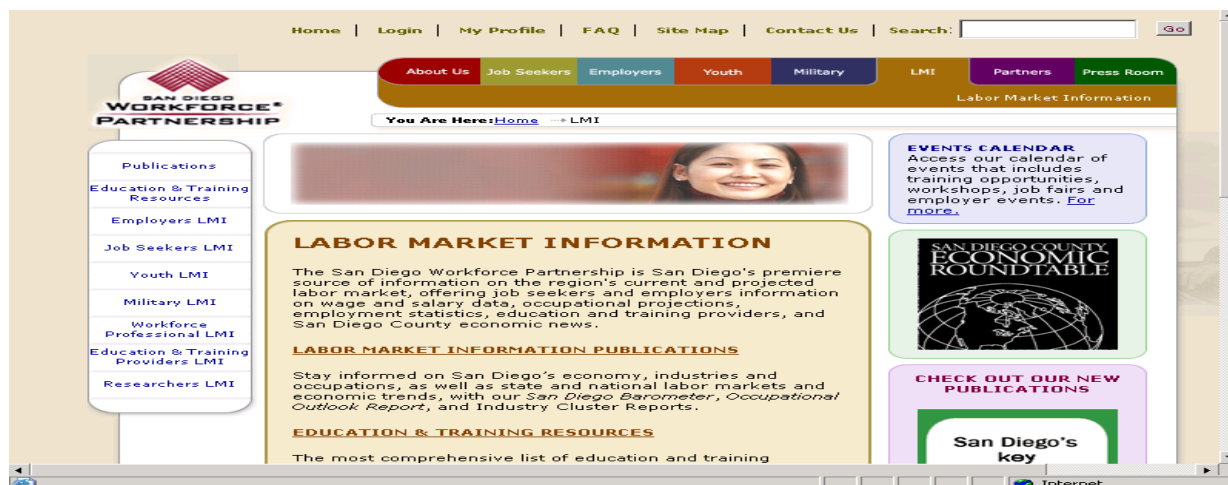 Home | Login | My Profile | FAQ | Site Map | Contact Us | Search: Go
About Us Job Seekers Employers Youth Military LMI Partners Press Room
Labor Market Information
SAN DIEGO
WORKFORCE®
PARTNERSHIP
You Are Here:Home ···→LMI
Publications
Education & Training
Resources
Employers LMI
Job Seekers LMI
Youth LMI
Military LMI
Workforce
Professional LMI
Education & Training
Providers LMI
Researchers LMI
LABOR MARKET INFORMATION
The San Diego Workforce Partnership is San Diego's premiere
source of information on the region's current and projected
labor market, offering job seekers and employers information
on wage and salary data, occupational projections,
employment statistics, education and training providers, and
San Diego County economic news.
LABOR MARKET INFORMATION PUBLICATIONS
Stay informed on San Diego's economy, industries and
occupations, as well as state and national labor markets and
economic trends, with our San Diego Barometer, Occupational
Outlook Report, and Industry Cluster Reports.
EDUCATION & TRAINING RESOURCES
The most comprehensive list of education and training
EVENTS CALENDAR
Access our calendar of
events that includes
training opportunities,
workshops, job fairs and
employer events. For
more.
SAN DIEGO COUNTY
ECONOMIC
ROUNDTABLE
CHECK OUT OUR NEW
PUBLICATIONS
San Diego's
key
Internet